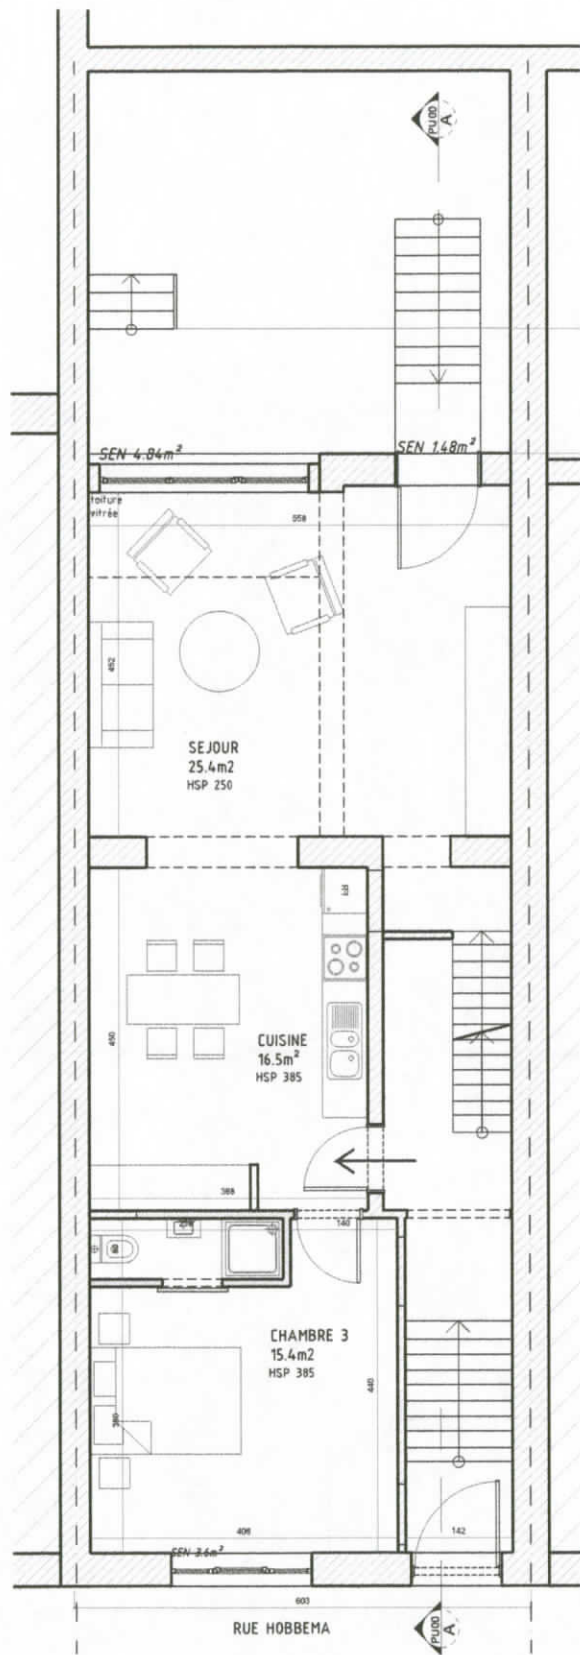 PU00
A
SEN 4.84m²
SEN 1.48m²
toiture
vitrée
558
452
SEJOUR
25.4m2
HSP 250
450
CUISINE
16.5m²
HSP 385
388
140
CHAMBRE 3
15.4m2
HSP 385
440
380
406
142
SEN 3.6m²
603
RUE HOBBEMA
PU00
A